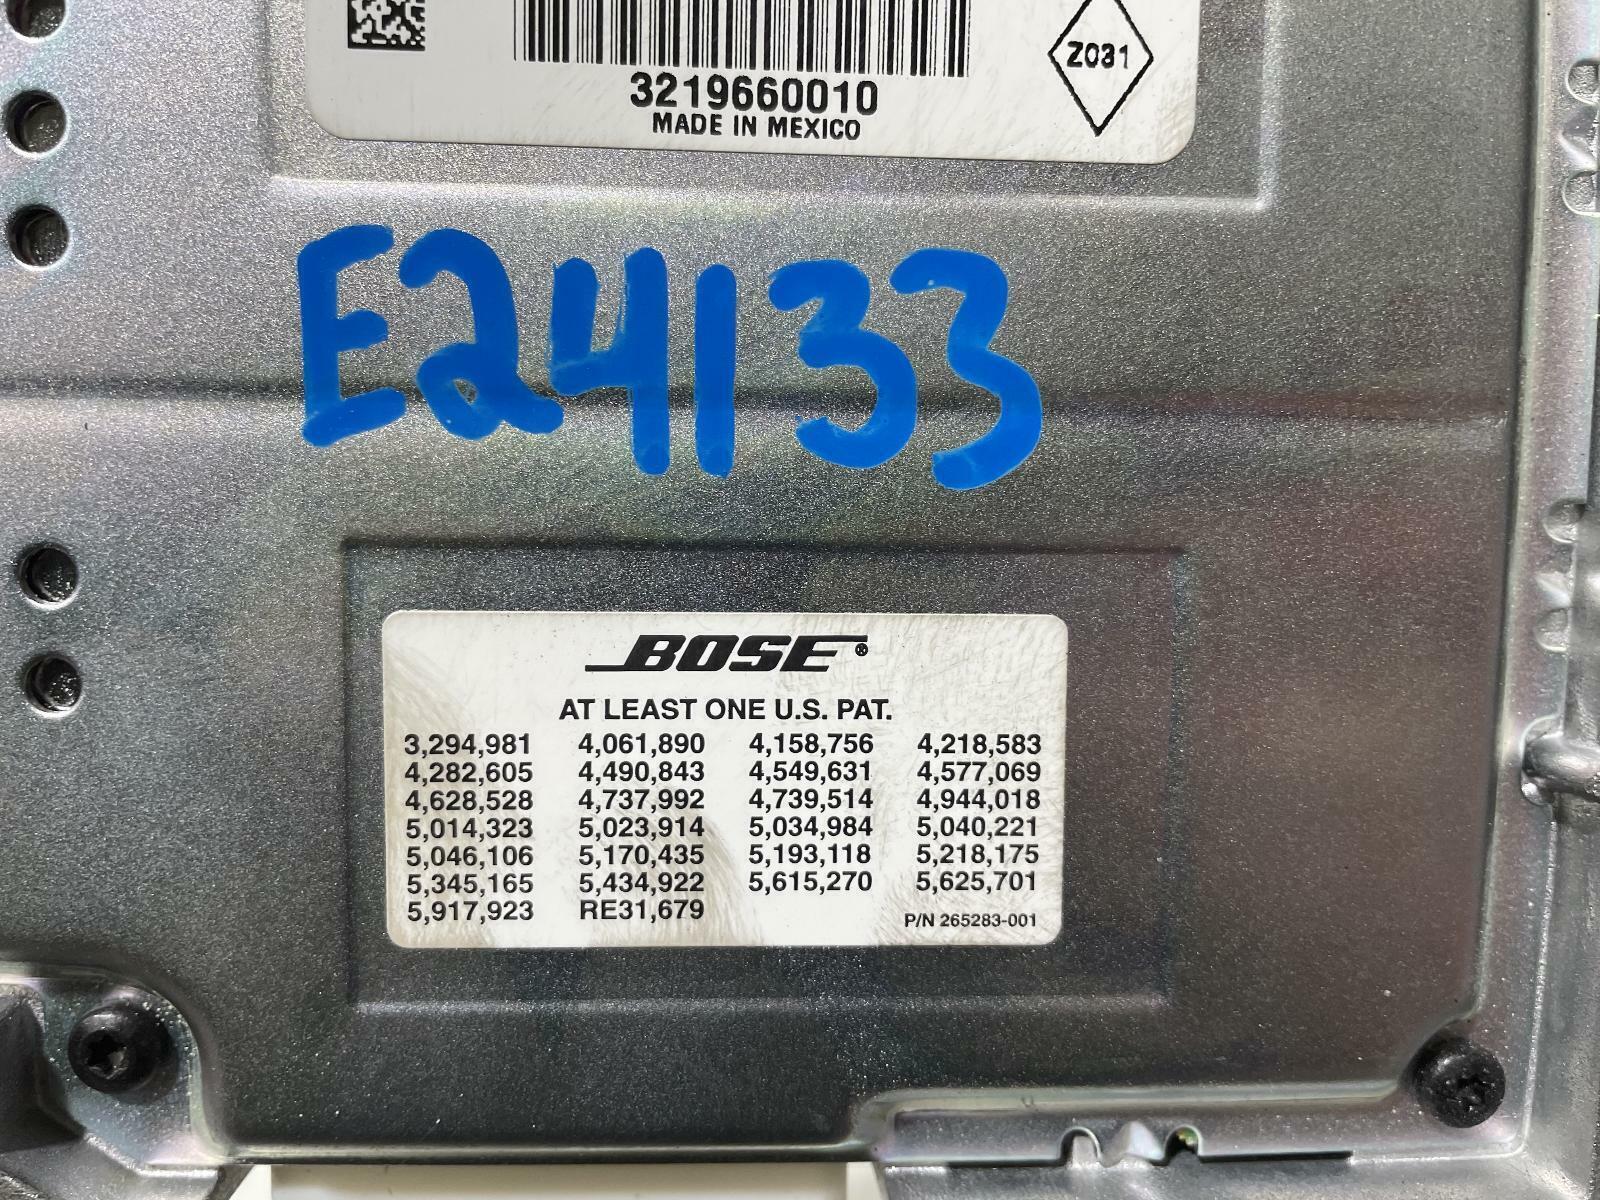 Z031
3219660010
MADE IN MEXICO
E24133
BOSE®
AT LEAST ONE U.S. PAT.
3,294,981 4,061,890 4,158,756 4,218,583
4,282,605 4,490,843 4,549,631 4,577,069
4,628,528 4,737,992 4,739,514 4,944,018
5,014,323 5,023,914 5,034,984 5,040,221
5,046,106 5,170,435 5,193,118 5,218,175
5,345,165 5,434,922 5,615,270 5,625,701
5,917,923 RE31,679 P/N 265283-001